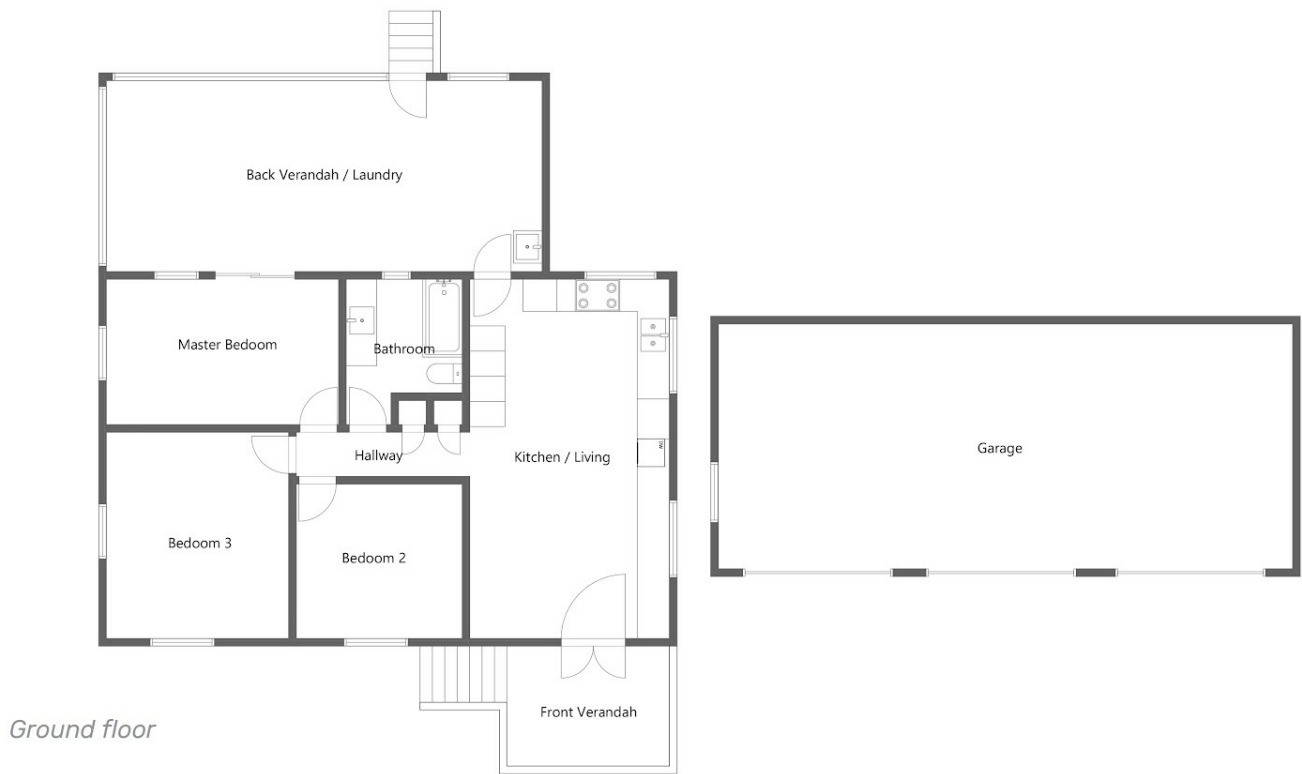 Back Verandah / Laundry
Master Bedoom
Bathroom
Hallway
Kitchen / Living
Garage
Bedoom 3
Bedoom 2
Front Verandah
Ground floor